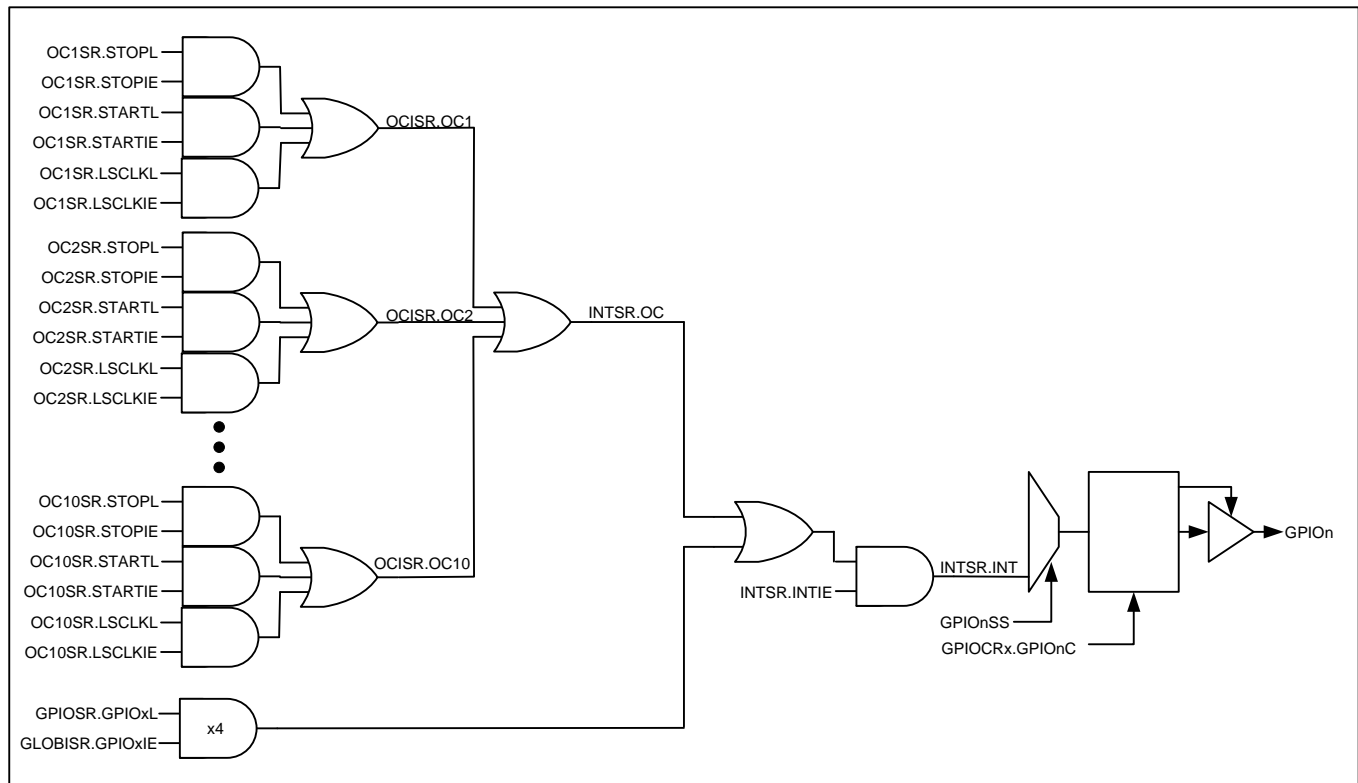 OC1SR.STOPL
OC1SR.STOPIE
OC1SR.STARTL
OC1SR.STARTIE
OC1SR.LSCLKL
OC1SR.LSCLKIE
OCISR.OC1
OC2SR.STOPL
OC2SR.STOPIE
OC2SR.STARTL
OC2SR.STARTIE
OC2SR.LSCLKL
OC2SR.LSCLKIE
OCISR.OC2
INTSR.OC
OC10SR.STOPL
OC10SR.STOPIE
OC10SR.STARTL
OC10SR.STARTIE
OC10SR.LSCLKL
OC10SR.LSCLKIE
OCISR.OC10
INTSR.INTIE
INTSR.INT
GPIOnSS
GPIOCRx.GPIOnC
GPIOn
GPIOSR.GPIOxL
GLOBISR.GPIOxIE
x4